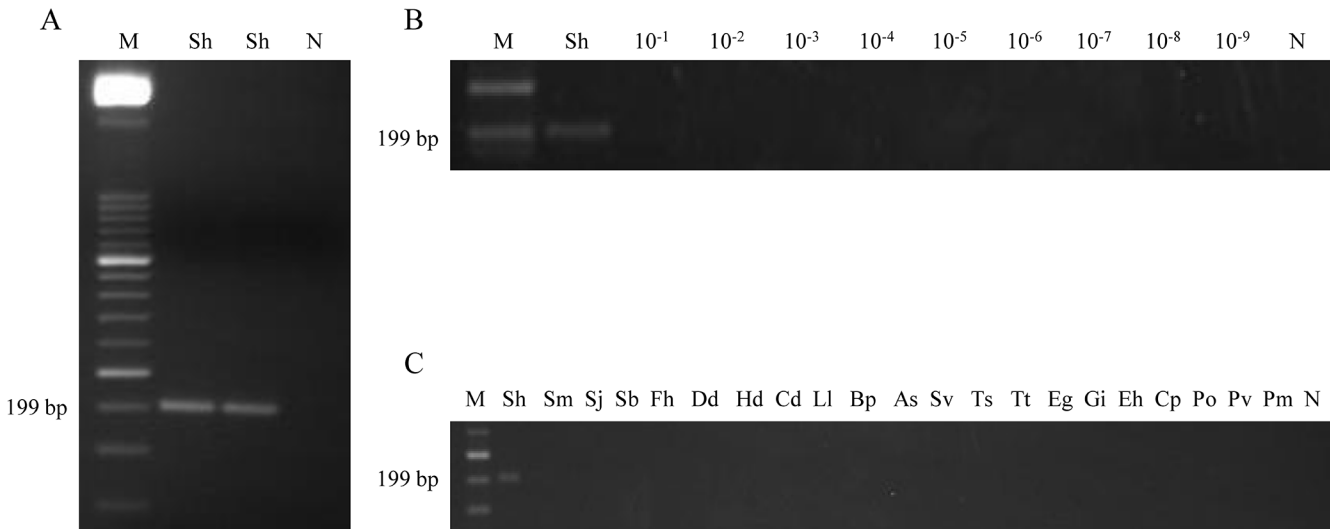 A
M Sh Sh N
199 bp
B
M Sh 10⁻¹ 10⁻² 10⁻³ 10⁻⁴ 10⁻⁵ 10⁻⁶ 10⁻⁷ 10⁻⁸ 10⁻⁹ N
199 bp
C
M Sh Sm Sj Sb Fh Dd Hd Cd Ll Bp As Sv Ts Tt Eg Gi Eh Cp Po Pv Pm N
199 bp